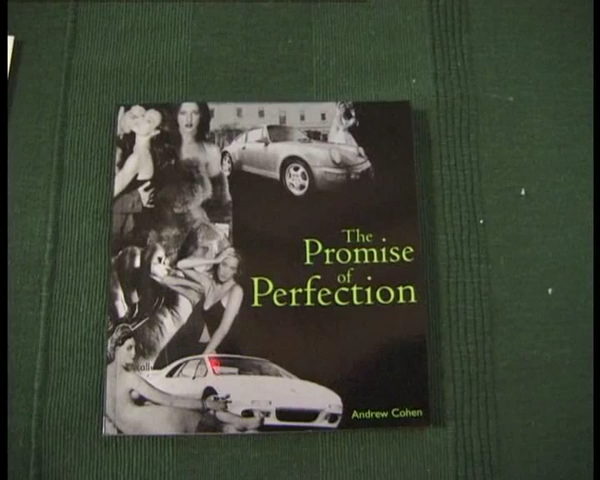 The
Promise
of
Perfection
Andrew Cohen